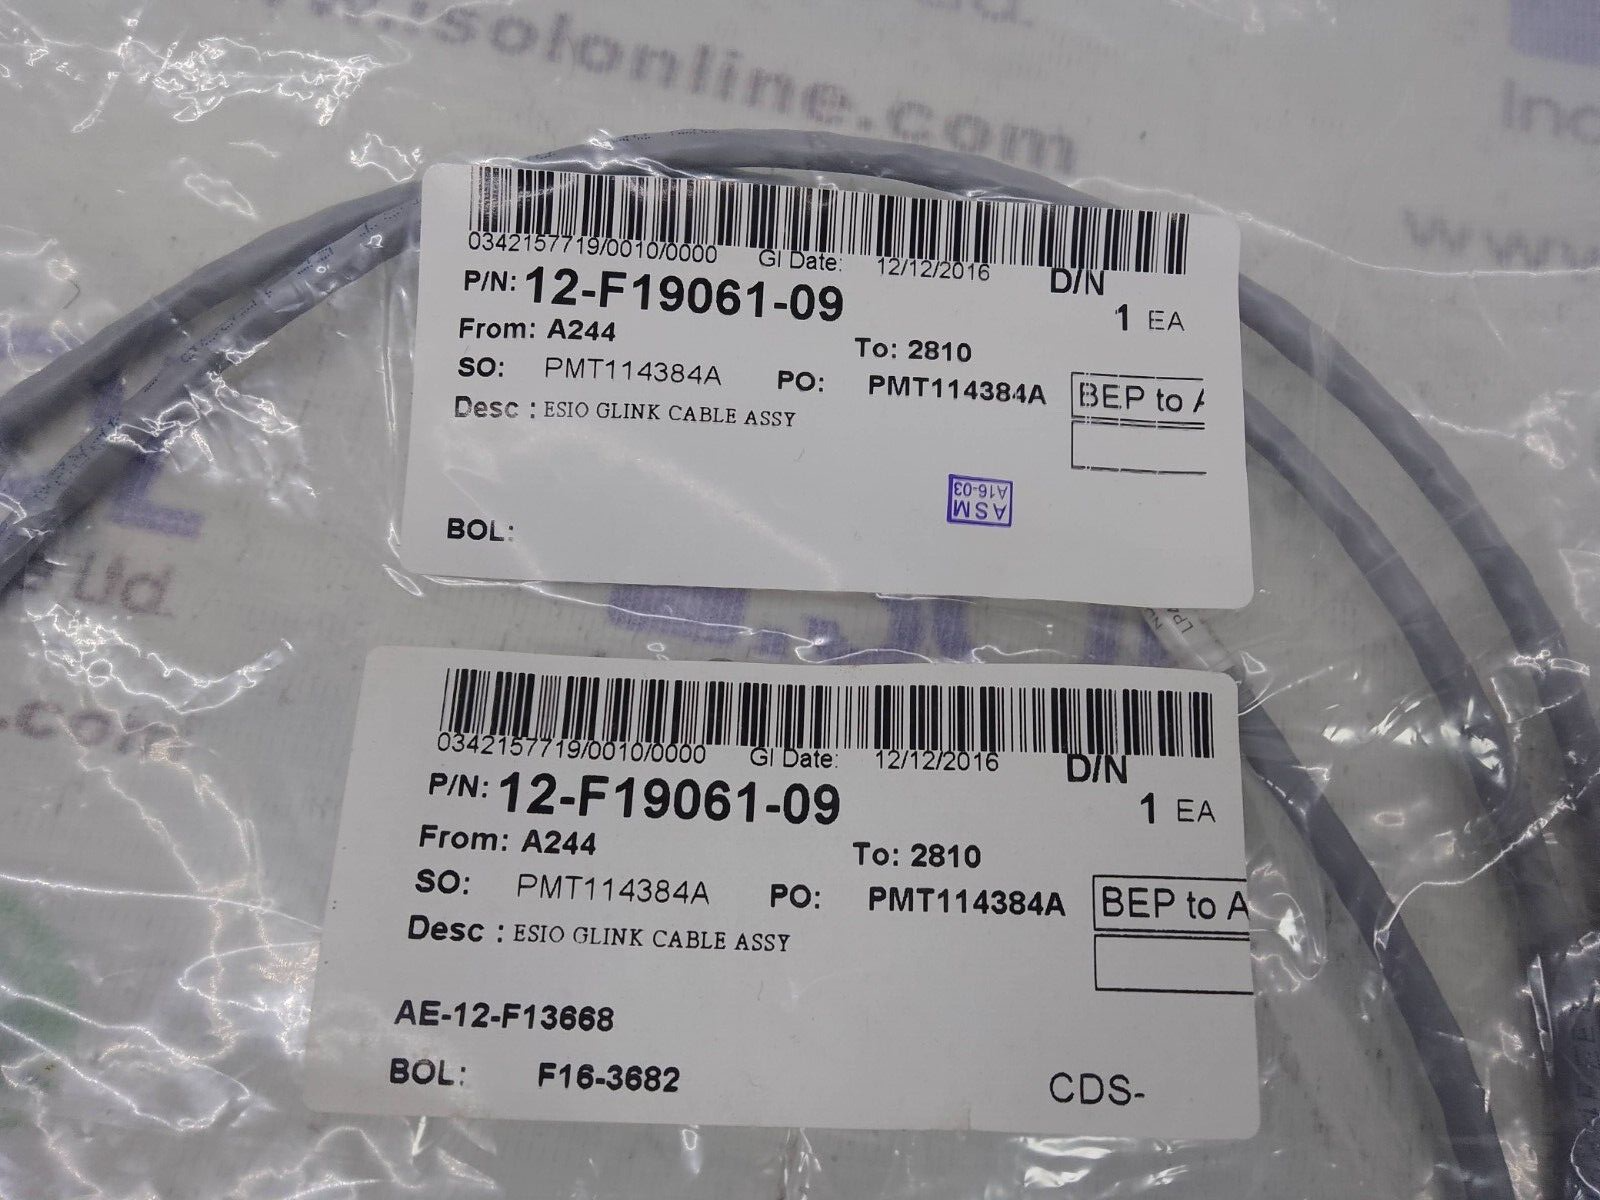 solonline.com
0342157719/0010/0000 GI Date: 12/12/2016 D/N
P/N: 12-F19061-09
1 EA
From: A244
To: 2810
SO: PMT114384A PO: PMT114384A
BEP to A
Desc : ESIO GLINK CABLE ASSY
ASM
A16-03
BOL:
Ltd.
.com
0342157719/0010/0000 GI Date: 12/12/2016 D/N
P/N: 12-F19061-09
1 EA
From: A244
To: 2810
SO: PMT114384A PO: PMT114384A
BEP to A
Desc : ESIO GLINK CABLE ASSY
AE-12-F13668
BOL: F16-3682
CDS-